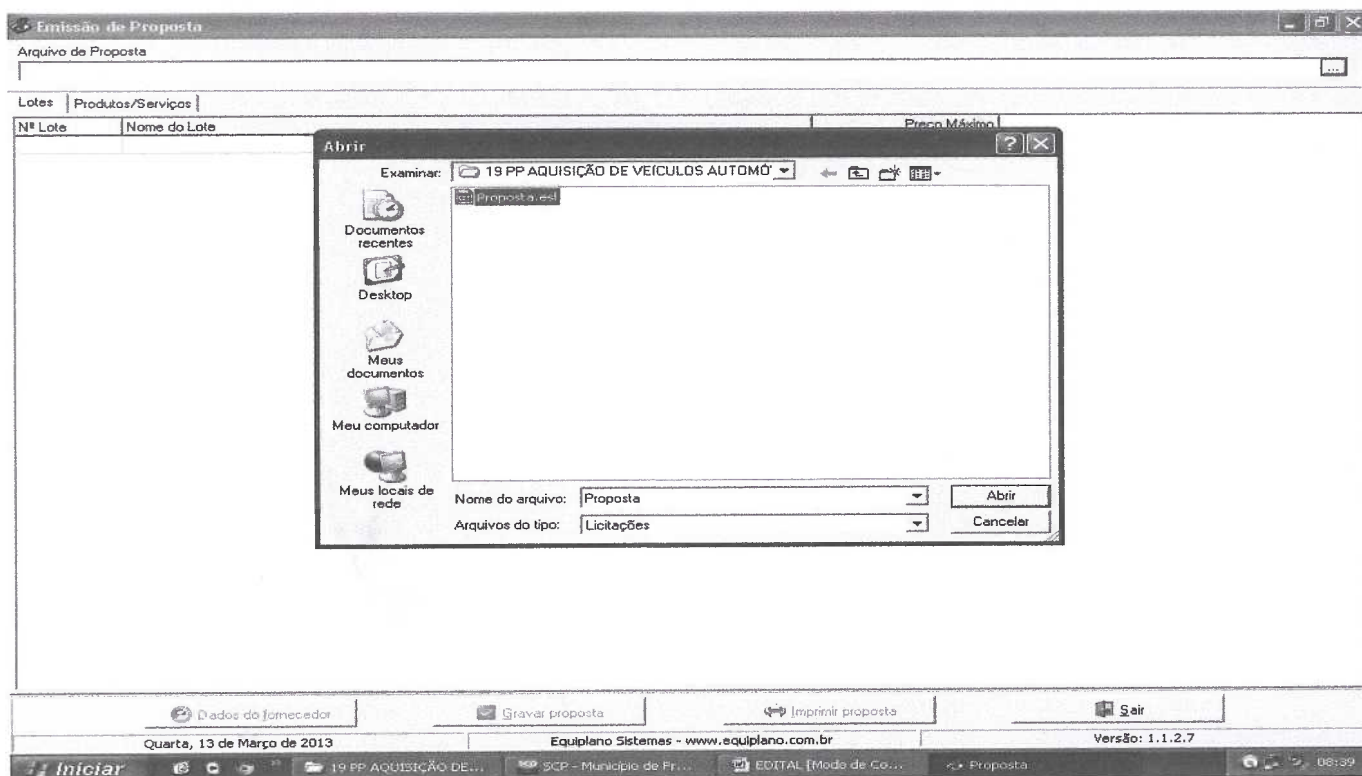 Emissão de Proposta
Arquivo de Proposta
...
Lotes Produtos/Serviços
Nº Lote Nome do Lote Preço Máximo
Abrir
Examinar: 19 PP AQUISIÇÃO DE VEÍCULOS AUTOMÓ'
Proposta.esl
Documentos
recentes
Desktop
Meus
documentos
Meu computador
Meus locais de
rede
Nome do arquivo: Proposta Abrir
Arquivos do tipo: Licitações Cancelar
Dados do fornecedor Gravar proposta Imprimir proposta Sair
Quarta, 13 de Março de 2013 Equiplano Sistemas - www.equiplano.com.br Versão: 1.1.2.7
Iniciar 19 PP AQUISIÇÃO DE... SCP - Município de Pr... EDITAL [Modo de Co... Proposta 08:39